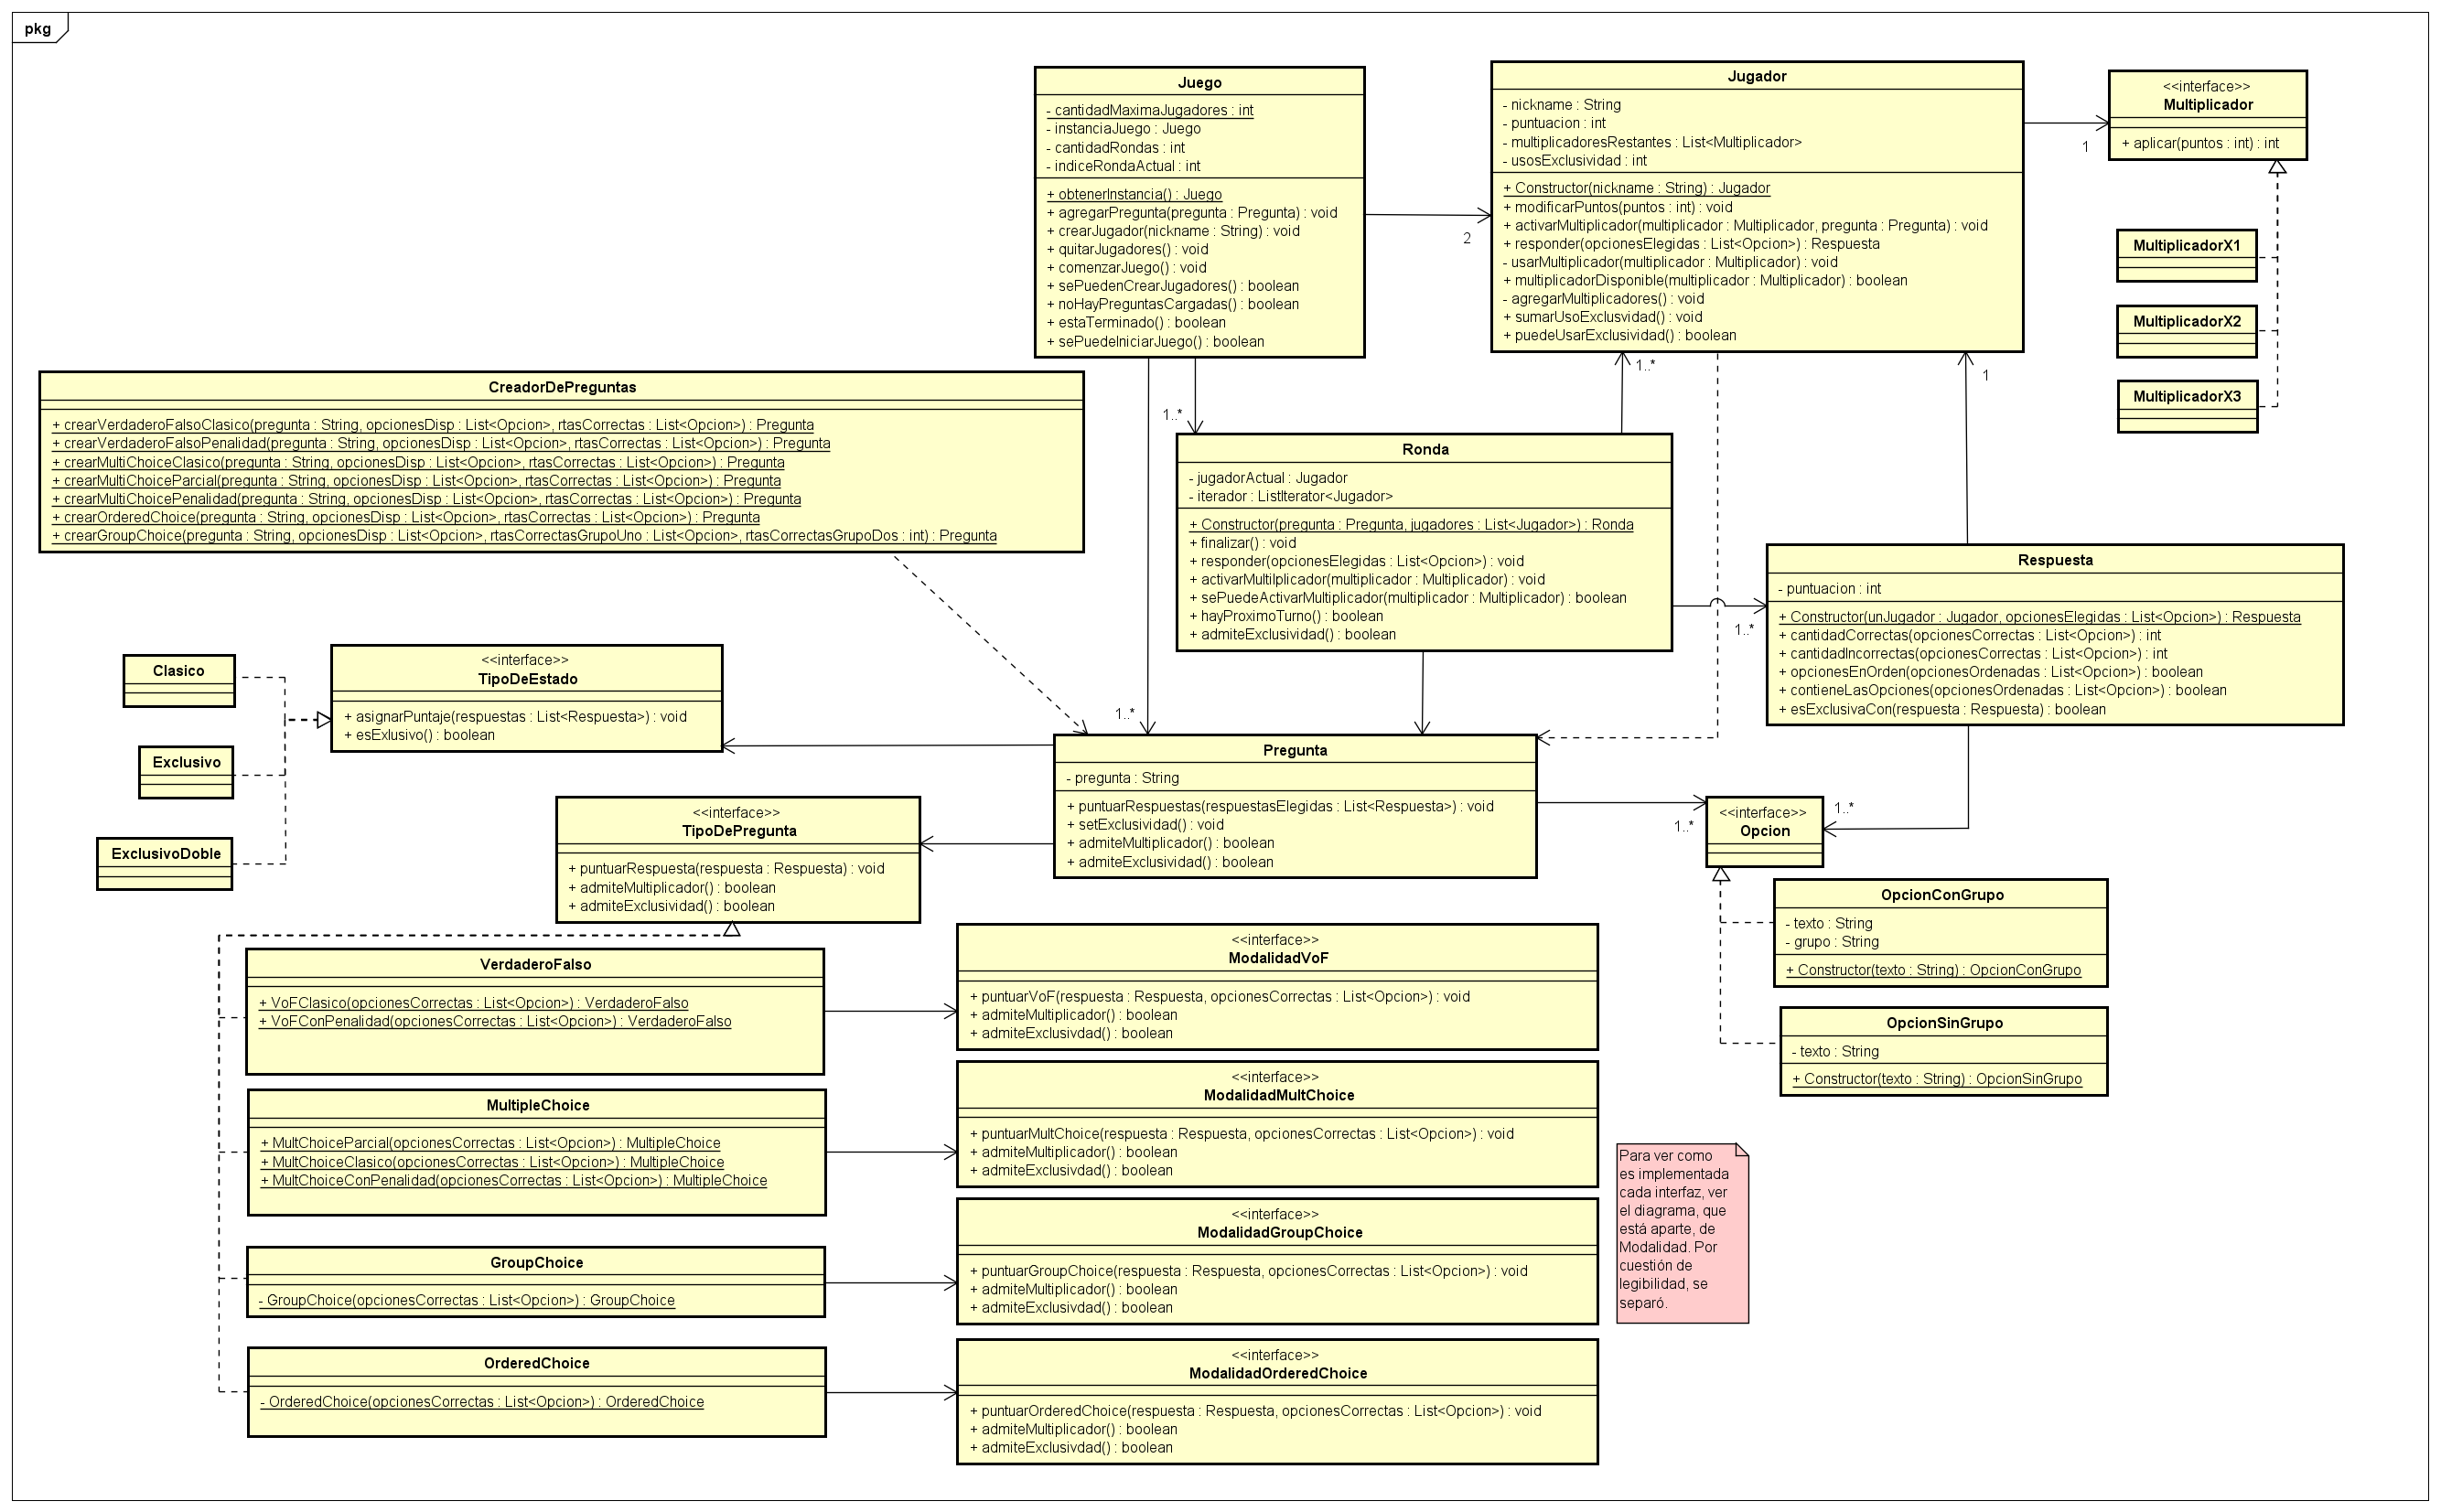 pkg
Juego
- cantidadMaximaJugadores : int
- instanciaJuego : Juego
- cantidadRondas : int
- indiceRondaActual : int
+ obtenerInstancia() : Juego
+ agregarPregunta(pregunta : Pregunta) : void
+ crearJugador(nickname : String) : void
+ quitarJugadores() : void
+ comenzarJuego() : void
+ sePuedenCrearJugadores() : boolean
+ noHayPreguntasCargadas() : boolean
+ estaTerminado() : boolean
+ sePuedeIniciarJuego() : boolean
2
1..*
1..*
Jugador
- nickname : String
- puntuacion : int
- multiplicadoresRestantes : List<Multiplicador>
- usosExclusividad : int
+ Constructor(nickname : String) : Jugador
+ modificarPuntos(puntos : int) : void
+ activarMultiplicador(multiplicador : Multiplicador, pregunta : Pregunta) : void
+ responder(opcionesElegidas : List<Opcion>) : Respuesta
- usarMultiplicador(multiplicador : Multiplicador) : void
+ multiplicadorDisponible(multiplicador : Multiplicador) : boolean
- agregarMultiplicadores() : void
+ sumarUsoExclusvidad() : void
+ puedeUsarExclusividad() : boolean
1
1..*
1
<<interface>>
Multiplicador
+ aplicar(puntos : int) : int
MultiplicadorX1
MultiplicadorX2
MultiplicadorX3
CreadorDePreguntas
+ crearVerdaderoFalsoClasico(pregunta : String, opcionesDisp : List<Opcion>, rtasCorrectas : List<Opcion>) : Pregunta
+ crearVerdaderoFalsoPenalidad(pregunta : String, opcionesDisp : List<Opcion>, rtasCorrectas : List<Opcion>) : Pregunta
+ crearMultiChoiceClasico(pregunta : String, opcionesDisp : List<Opcion>, rtasCorrectas : List<Opcion>) : Pregunta
+ crearMultiChoiceParcial(pregunta : String, opcionesDisp : List<Opcion>, rtasCorrectas : List<Opcion>) : Pregunta
+ crearMultiChoicePenalidad(pregunta : String, opcionesDisp : List<Opcion>, rtasCorrectas : List<Opcion>) : Pregunta
+ crearOrderedChoice(pregunta : String, opcionesDisp : List<Opcion>, rtasCorrectas : List<Opcion>) : Pregunta
+ crearGroupChoice(pregunta : String, opcionesDisp : List<Opcion>, rtasCorrectasGrupoUno : List<Opcion>, rtasCorrectasGrupoDos : int) : Pregunta
Ronda
- jugadorActual : Jugador
- iterador : ListIterator<Jugador>
+ Constructor(pregunta : Pregunta, jugadores : List<Jugador>) : Ronda
+ finalizar() : void
+ responder(opcionesElegidas : List<Opcion>) : void
+ activarMultiIplicador(multiplicador : Multiplicador) : void
+ sePuedeActivarMultiplicador(multiplicador : Multiplicador) : boolean
+ hayProximoTurno() : boolean
+ admiteExclusividad() : boolean
1..*
Respuesta
- puntuacion : int
+ Constructor(unJugador : Jugador, opcionesElegidas : List<Opcion>) : Respuesta
+ cantidadCorrectas(opcionesCorrectas : List<Opcion>) : int
+ cantidadIncorrectas(opcionesCorrectas : List<Opcion>) : int
+ opcionesEnOrden(opcionesOrdenadas : List<Opcion>) : boolean
+ contieneLasOpciones(opcionesOrdenadas : List<Opcion>) : boolean
+ esExclusivaCon(respuesta : Respuesta) : boolean
Clasico
Exclusivo
ExclusivoDoble
<<interface>>
TipoDeEstado
+ asignarPuntaje(respuestas : List<Respuesta>) : void
+ esExlusivo() : boolean
Pregunta
- pregunta : String
+ puntuarRespuestas(respuestasElegidas : List<Respuesta>) : void
+ setExclusividad() : void
+ admiteMultiplicador() : boolean
+ admiteExclusividad() : boolean
1..*
1..*
<<interface>>
Opcion
<<interface>>
TipoDePregunta
+ puntuarRespuesta(respuesta : Respuesta) : void
+ admiteMultiplicador() : boolean
+ admiteExclusividad() : boolean
OpcionConGrupo
- texto : String
- grupo : String
+ Constructor(texto : String) : OpcionConGrupo
OpcionSinGrupo
- texto : String
+ Constructor(texto : String) : OpcionSinGrupo
VerdaderoFalso
+ VoFClasico(opcionesCorrectas : List<Opcion>) : VerdaderoFalso
+ VoFConPenalidad(opcionesCorrectas : List<Opcion>) : VerdaderoFalso
<<interface>>
ModalidadVoF
+ puntuarVoF(respuesta : Respuesta, opcionesCorrectas : List<Opcion>) : void
+ admiteMultiplicador() : boolean
+ admiteExclusivdad() : boolean
MultipleChoice
+ MultChoiceParcial(opcionesCorrectas : List<Opcion>) : MultipleChoice
+ MultChoiceClasico(opcionesCorrectas : List<Opcion>) : MultipleChoice
+ MultChoiceConPenalidad(opcionesCorrectas : List<Opcion>) : MultipleChoice
<<interface>>
ModalidadMultChoice
+ puntuarMultChoice(respuesta : Respuesta, opcionesCorrectas : List<Opcion>) : void
+ admiteMultiplicador() : boolean
+ admiteExclusivdad() : boolean
GroupChoice
- GroupChoice(opcionesCorrectas : List<Opcion>) : GroupChoice
<<interface>>
ModalidadGroupChoice
+ puntuarGroupChoice(respuesta : Respuesta, opcionesCorrectas : List<Opcion>) : void
+ admiteMultiplicador() : boolean
+ admiteExclusivdad() : boolean
OrderedChoice
- OrderedChoice(opcionesCorrectas : List<Opcion>) : OrderedChoice
<<interface>>
ModalidadOrderedChoice
+ puntuarOrderedChoice(respuesta : Respuesta, opcionesCorrectas : List<Opcion>) : void
+ admiteMultiplicador() : boolean
+ admiteExclusivdad() : boolean
Para ver como
es implementada
cada interfaz, ver
el diagrama, que
está aparte, de
Modalidad. Por
cuestión de
legibilidad, se
separó.